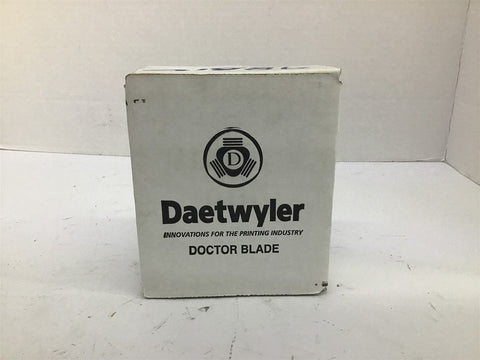 D
Daetwyler
INNOVATIONS FOR THE PRINTING INDUSTRY
DOCTOR BLADE